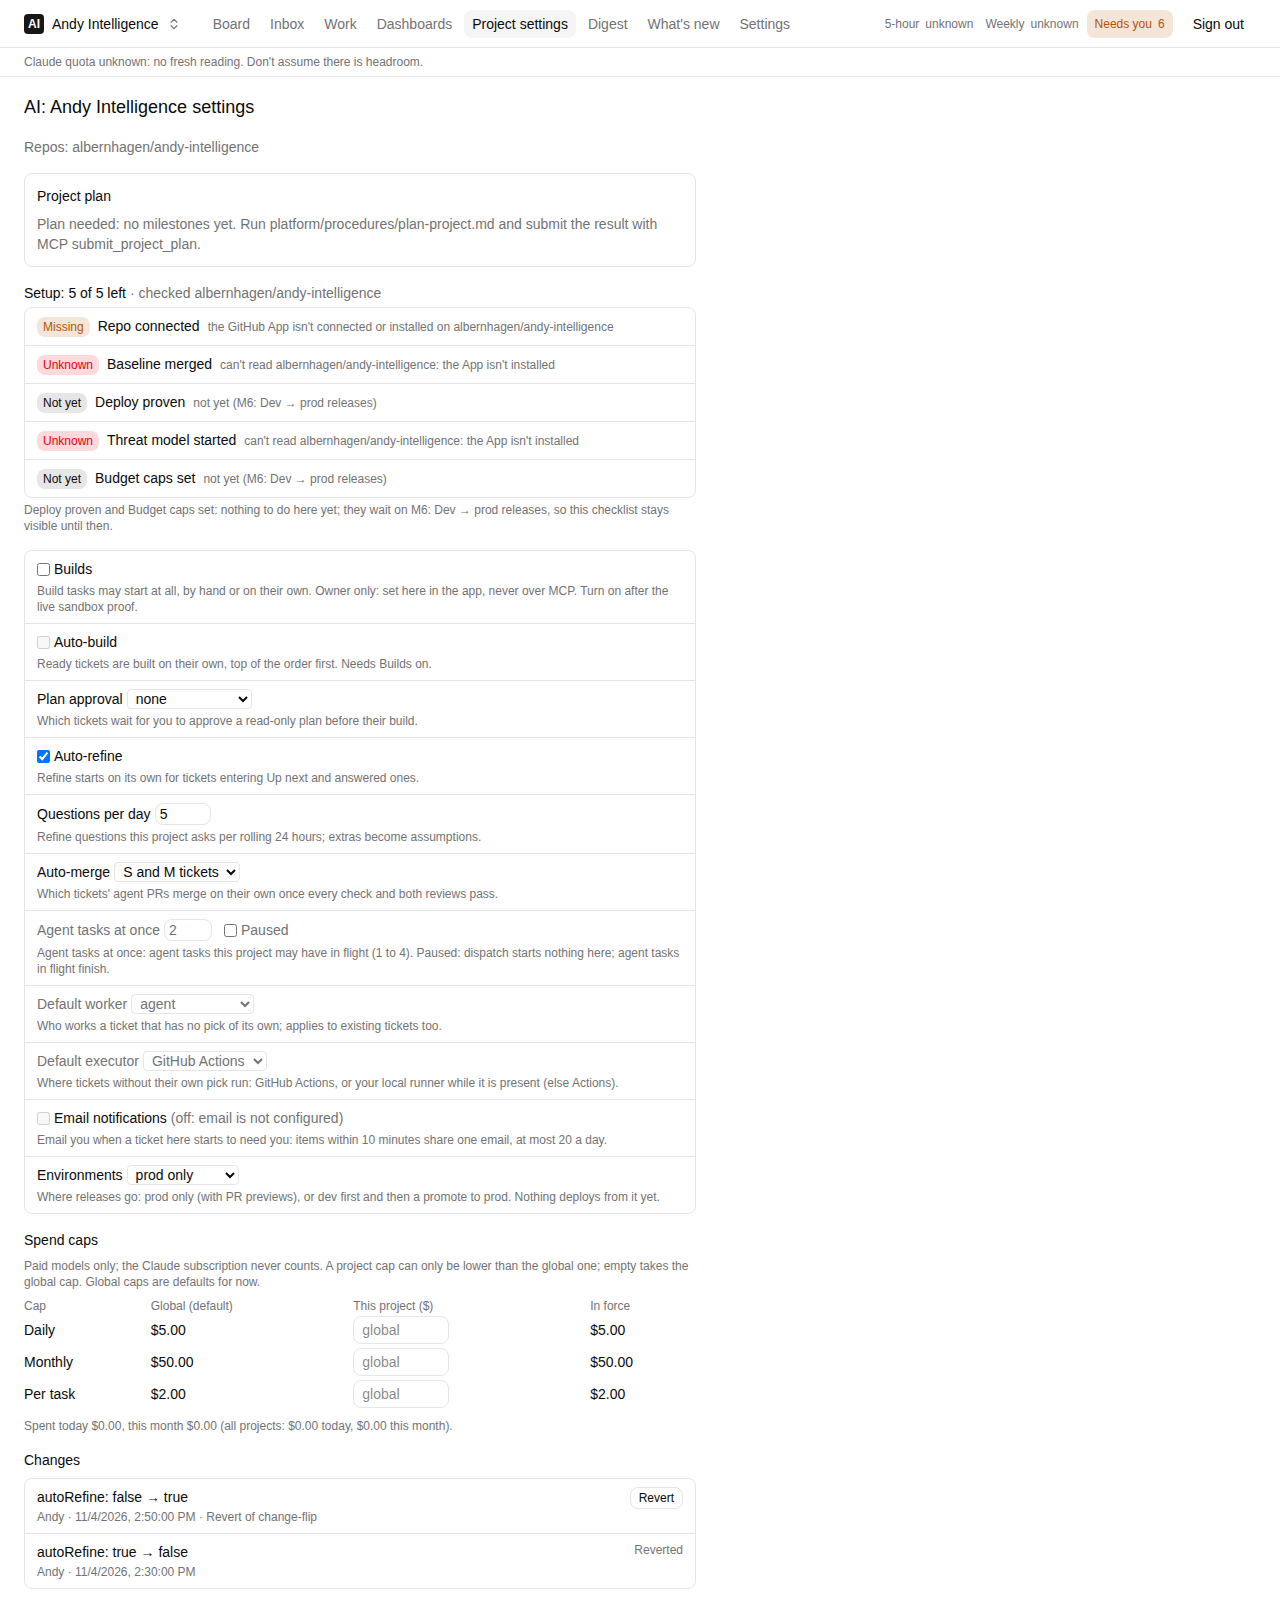 AI Andy Intelligence Board Inbox Work Dashboards Project settings Digest What's new Settings 5-hour unknown Weekly unknown Needs you 6 Sign out
Claude quota unknown: no fresh reading. Don't assume there is headroom.
AI: Andy Intelligence settings
Repos: albernhagen/andy-intelligence
Project plan
Plan needed: no milestones yet. Run platform/procedures/plan-project.md and submit the result with
MCP submit_project_plan.
Setup: 5 of 5 left · checked albernhagen/andy-intelligence
Missing Repo connected the GitHub App isn't connected or installed on albernhagen/andy-intelligence
Unknown Baseline merged can't read albernhagen/andy-intelligence: the App isn't installed
Not yet Deploy proven not yet (M6: Dev → prod releases)
Unknown Threat model started can't read albernhagen/andy-intelligence: the App isn't installed
Not yet Budget caps set not yet (M6: Dev → prod releases)
Deploy proven and Budget caps set: nothing to do here yet; they wait on M6: Dev → prod releases, so this checklist stays
visible until then.
Builds
Build tasks may start at all, by hand or on their own. Owner only: set here in the app, never over MCP. Turn on after the
live sandbox proof.
Auto-build
Ready tickets are built on their own, top of the order first. Needs Builds on.
Plan approval none
Which tickets wait for you to approve a read-only plan before their build.
Auto-refine
Refine starts on its own for tickets entering Up next and answered ones.
Questions per day 5
Refine questions this project asks per rolling 24 hours; extras become assumptions.
Auto-merge S and M tickets
Which tickets' agent PRs merge on their own once every check and both reviews pass.
Agent tasks at once 2 Paused
Agent tasks at once: agent tasks this project may have in flight (1 to 4). Paused: dispatch starts nothing here; agent tasks
in flight finish.
Default worker agent
Who works a ticket that has no pick of its own; applies to existing tickets too.
Default executor GitHub Actions
Where tickets without their own pick run: GitHub Actions, or your local runner while it is present (else Actions).
Email notifications (off: email is not configured)
Email you when a ticket here starts to need you: items within 10 minutes share one email, at most 20 a day.
Environments prod only
Where releases go: prod only (with PR previews), or dev first and then a promote to prod. Nothing deploys from it yet.
Spend caps
Paid models only; the Claude subscription never counts. A project cap can only be lower than the global one; empty takes the
global cap. Global caps are defaults for now.
Cap Global (default) This project ($) In force
Daily $5.00 global $5.00
Monthly $50.00 global $50.00
Per task $2.00 global $2.00
Spent today $0.00, this month $0.00 (all projects: $0.00 today, $0.00 this month).
Changes
autoRefine: false → true Revert
Andy · 11/4/2026, 2:50:00 PM · Revert of change-flip
autoRefine: true → false Reverted
Andy · 11/4/2026, 2:30:00 PM